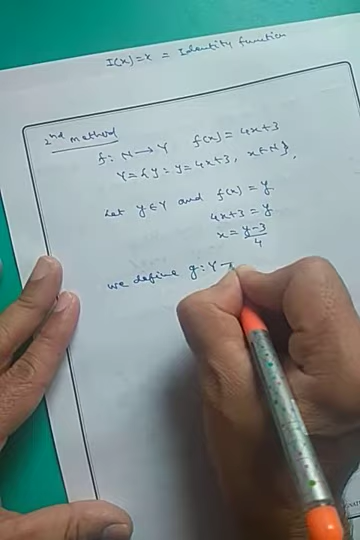 I(x)=x = Identity function
2nd method
f: N→Y f(x) = 4x+3
Y={y: y=4x+3, x∈N},
Let y∈Y and f(x)=y
4x+3=y
x=y-3/4
we define g:Y→